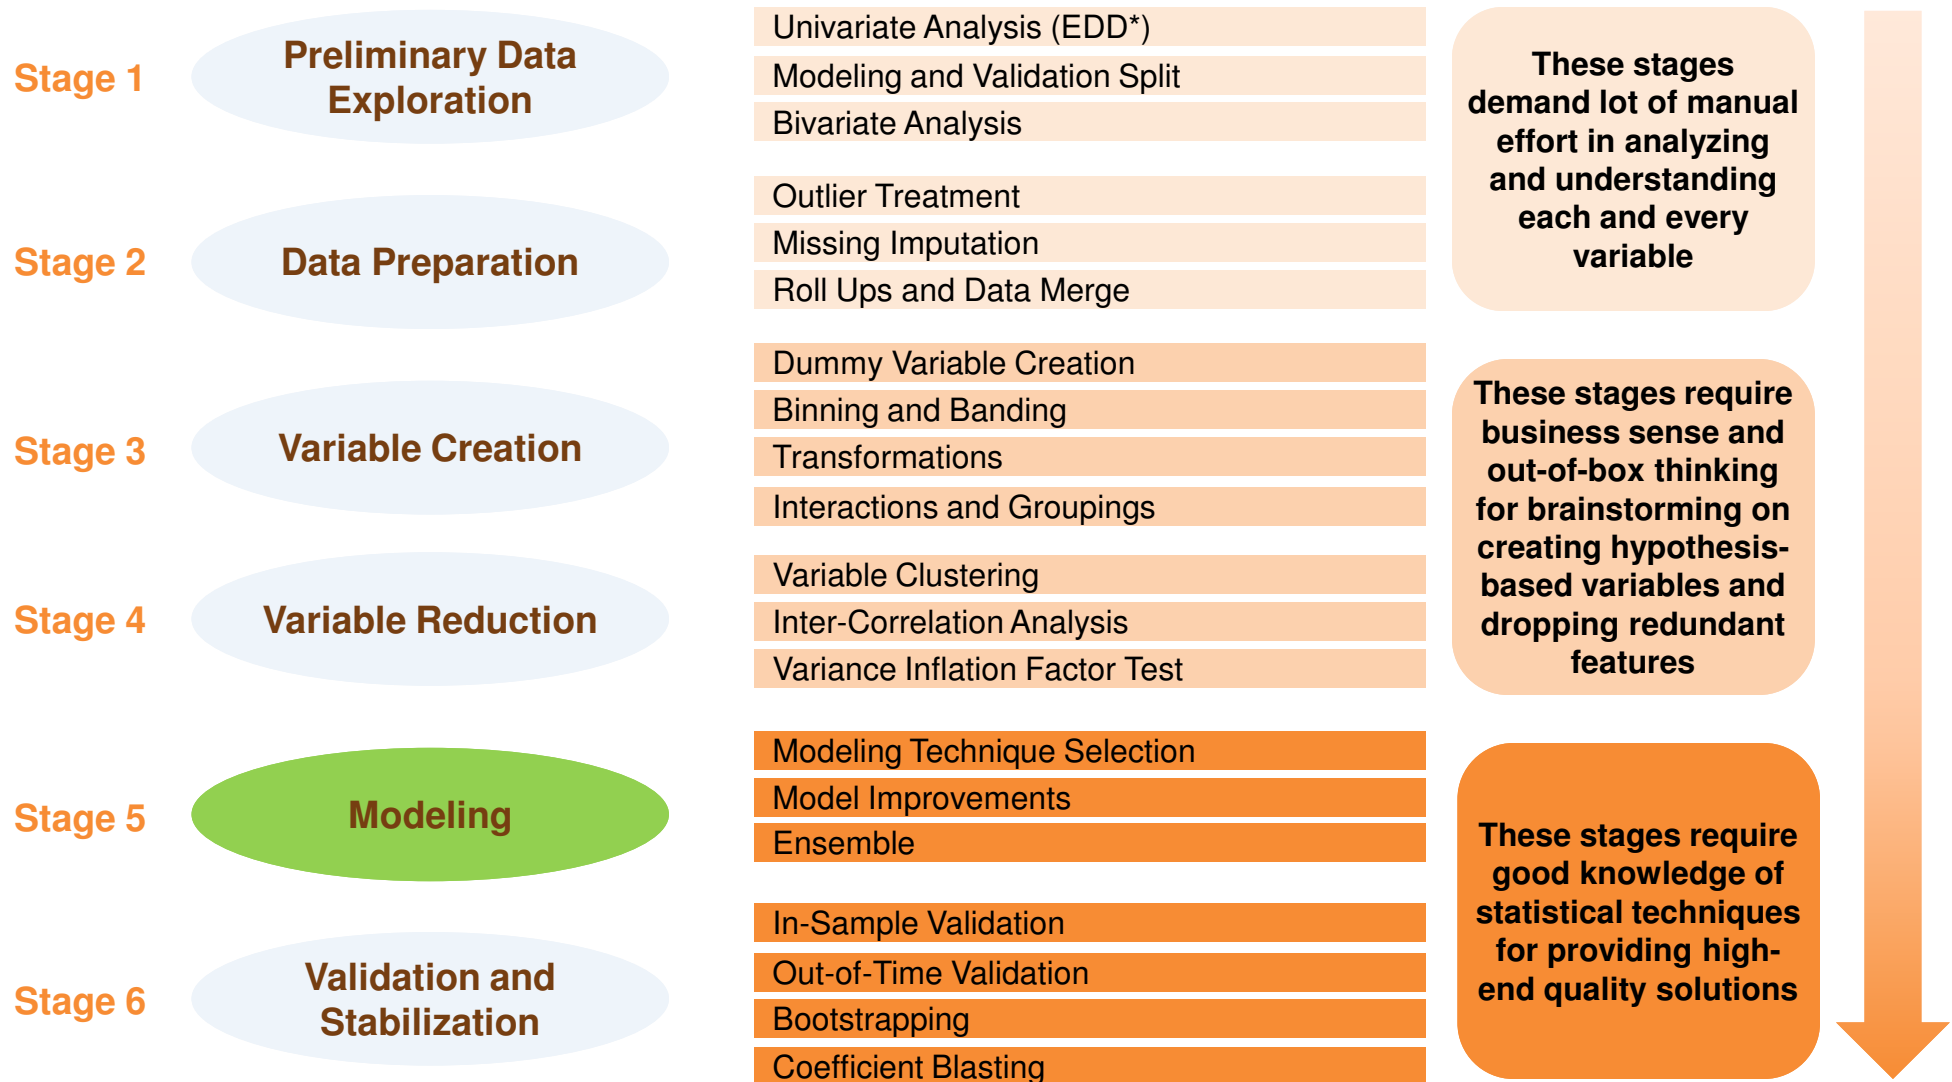 Stage 1
Preliminary Data
Exploration
Univariate Analysis (EDD*)
Modeling and Validation Split
Bivariate Analysis
Stage 2
Data Preparation
Outlier Treatment
Missing Imputation
Roll Ups and Data Merge
These stages
demand lot of manual
effort in analyzing
and understanding
each and every
variable
Stage 3
Variable Creation
Dummy Variable Creation
Binning and Banding
Transformations
Interactions and Groupings
Stage 4
Variable Reduction
Variable Clustering
Inter-Correlation Analysis
Variance Inflation Factor Test
These stages require
business sense and
out-of-box thinking
for brainstorming on
creating hypothesis-
based variables and
dropping redundant
features
Stage 5
Modeling
Modeling Technique Selection
Model Improvements
Ensemble
Stage 6
Validation and
Stabilization
In-Sample Validation
Out-of-Time Validation
Bootstrapping
Coefficient Blasting
These stages require
good knowledge of
statistical techniques
for providing high-
end quality solutions